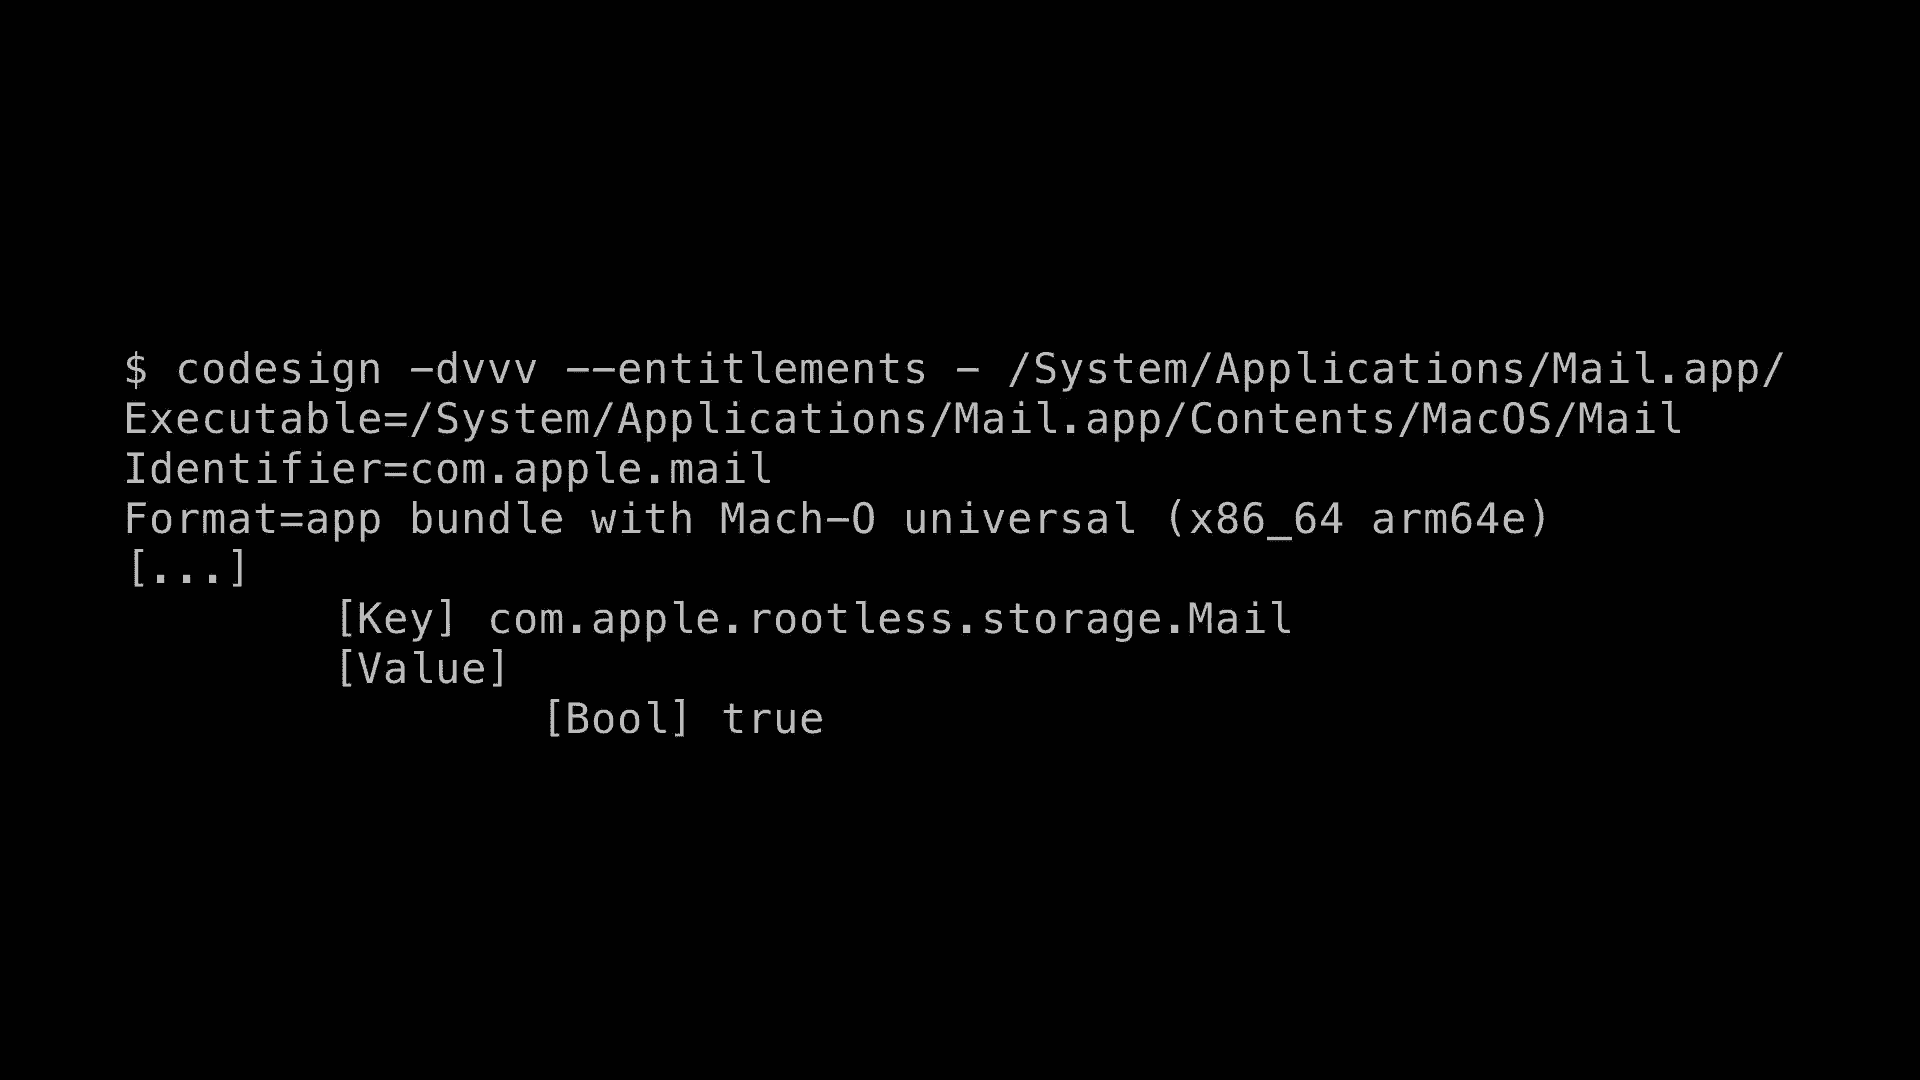 $ codesign -dvvv --entitlements - /System/Applications/Mail.app/
Executable=/System/Applications/Mail.app/Contents/MacOS/Mail
Identifier=com.apple.mail
Format=app bundle with Mach-O universal (x86_64 arm64e)
[...]
[Key] com.apple.rootless.storage.Mail
[Value]
[Bool] true